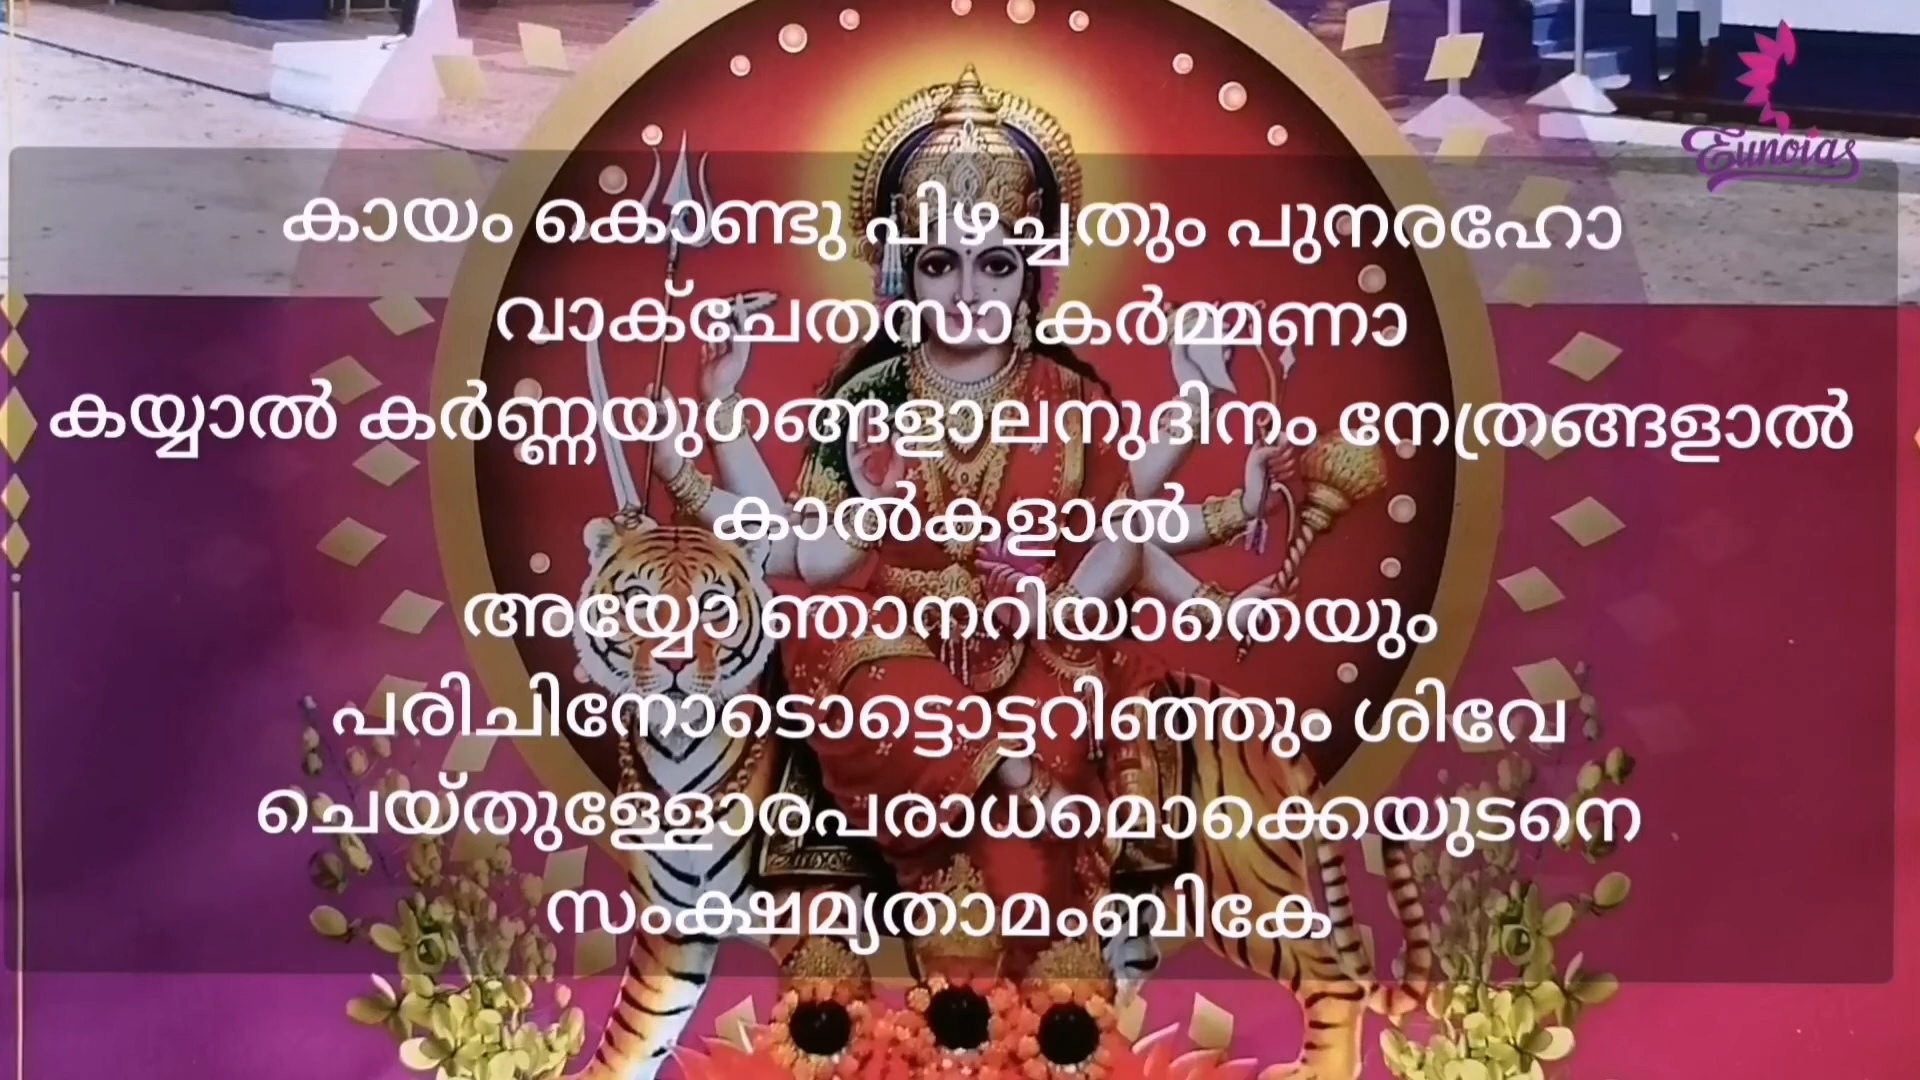 Eunoias
കായം കൊണ്ടു പിഴച്ചതും പുനരഹോ
വാക്ചേതസാ കർമ്മണാ
കയ്യാൽ കർണ്ണയുഗങ്ങളാലനുദിനം നേത്രങ്ങളാൽ
കാൽകളാൽ
അയ്യോ ഞാനറിയാതെയും
പരിചിനോടൊട്ടൊട്ടറിഞ്ഞും ശിവേ
ചെയ്തുള്ളോരപരാധമൊക്കെയുടനെ
സംക്ഷമ്യതാമംബികേ